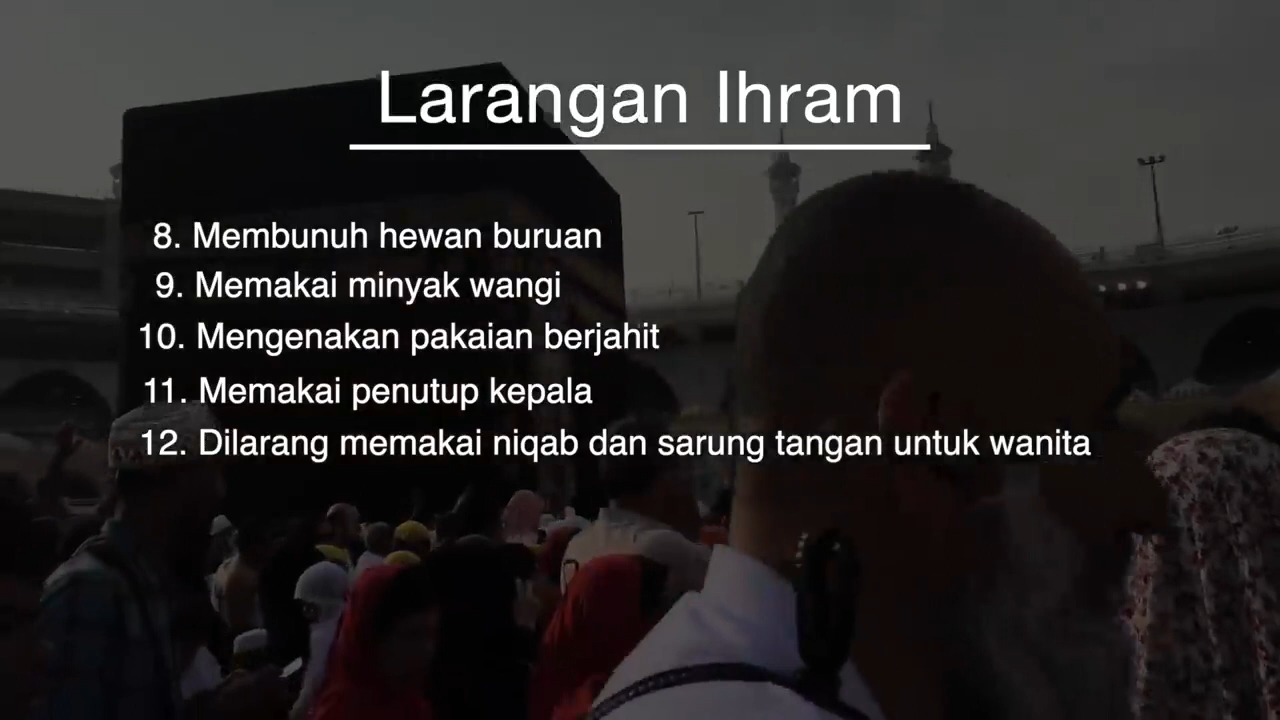 Larangan Ihram
8. Membunuh hewan buruan
9. Memakai minyak wangi
10. Mengenakan pakaian berjahit
11. Memakai penutup kepala
12. Dilarang memakai niqab dan sarung tangan untuk wanita